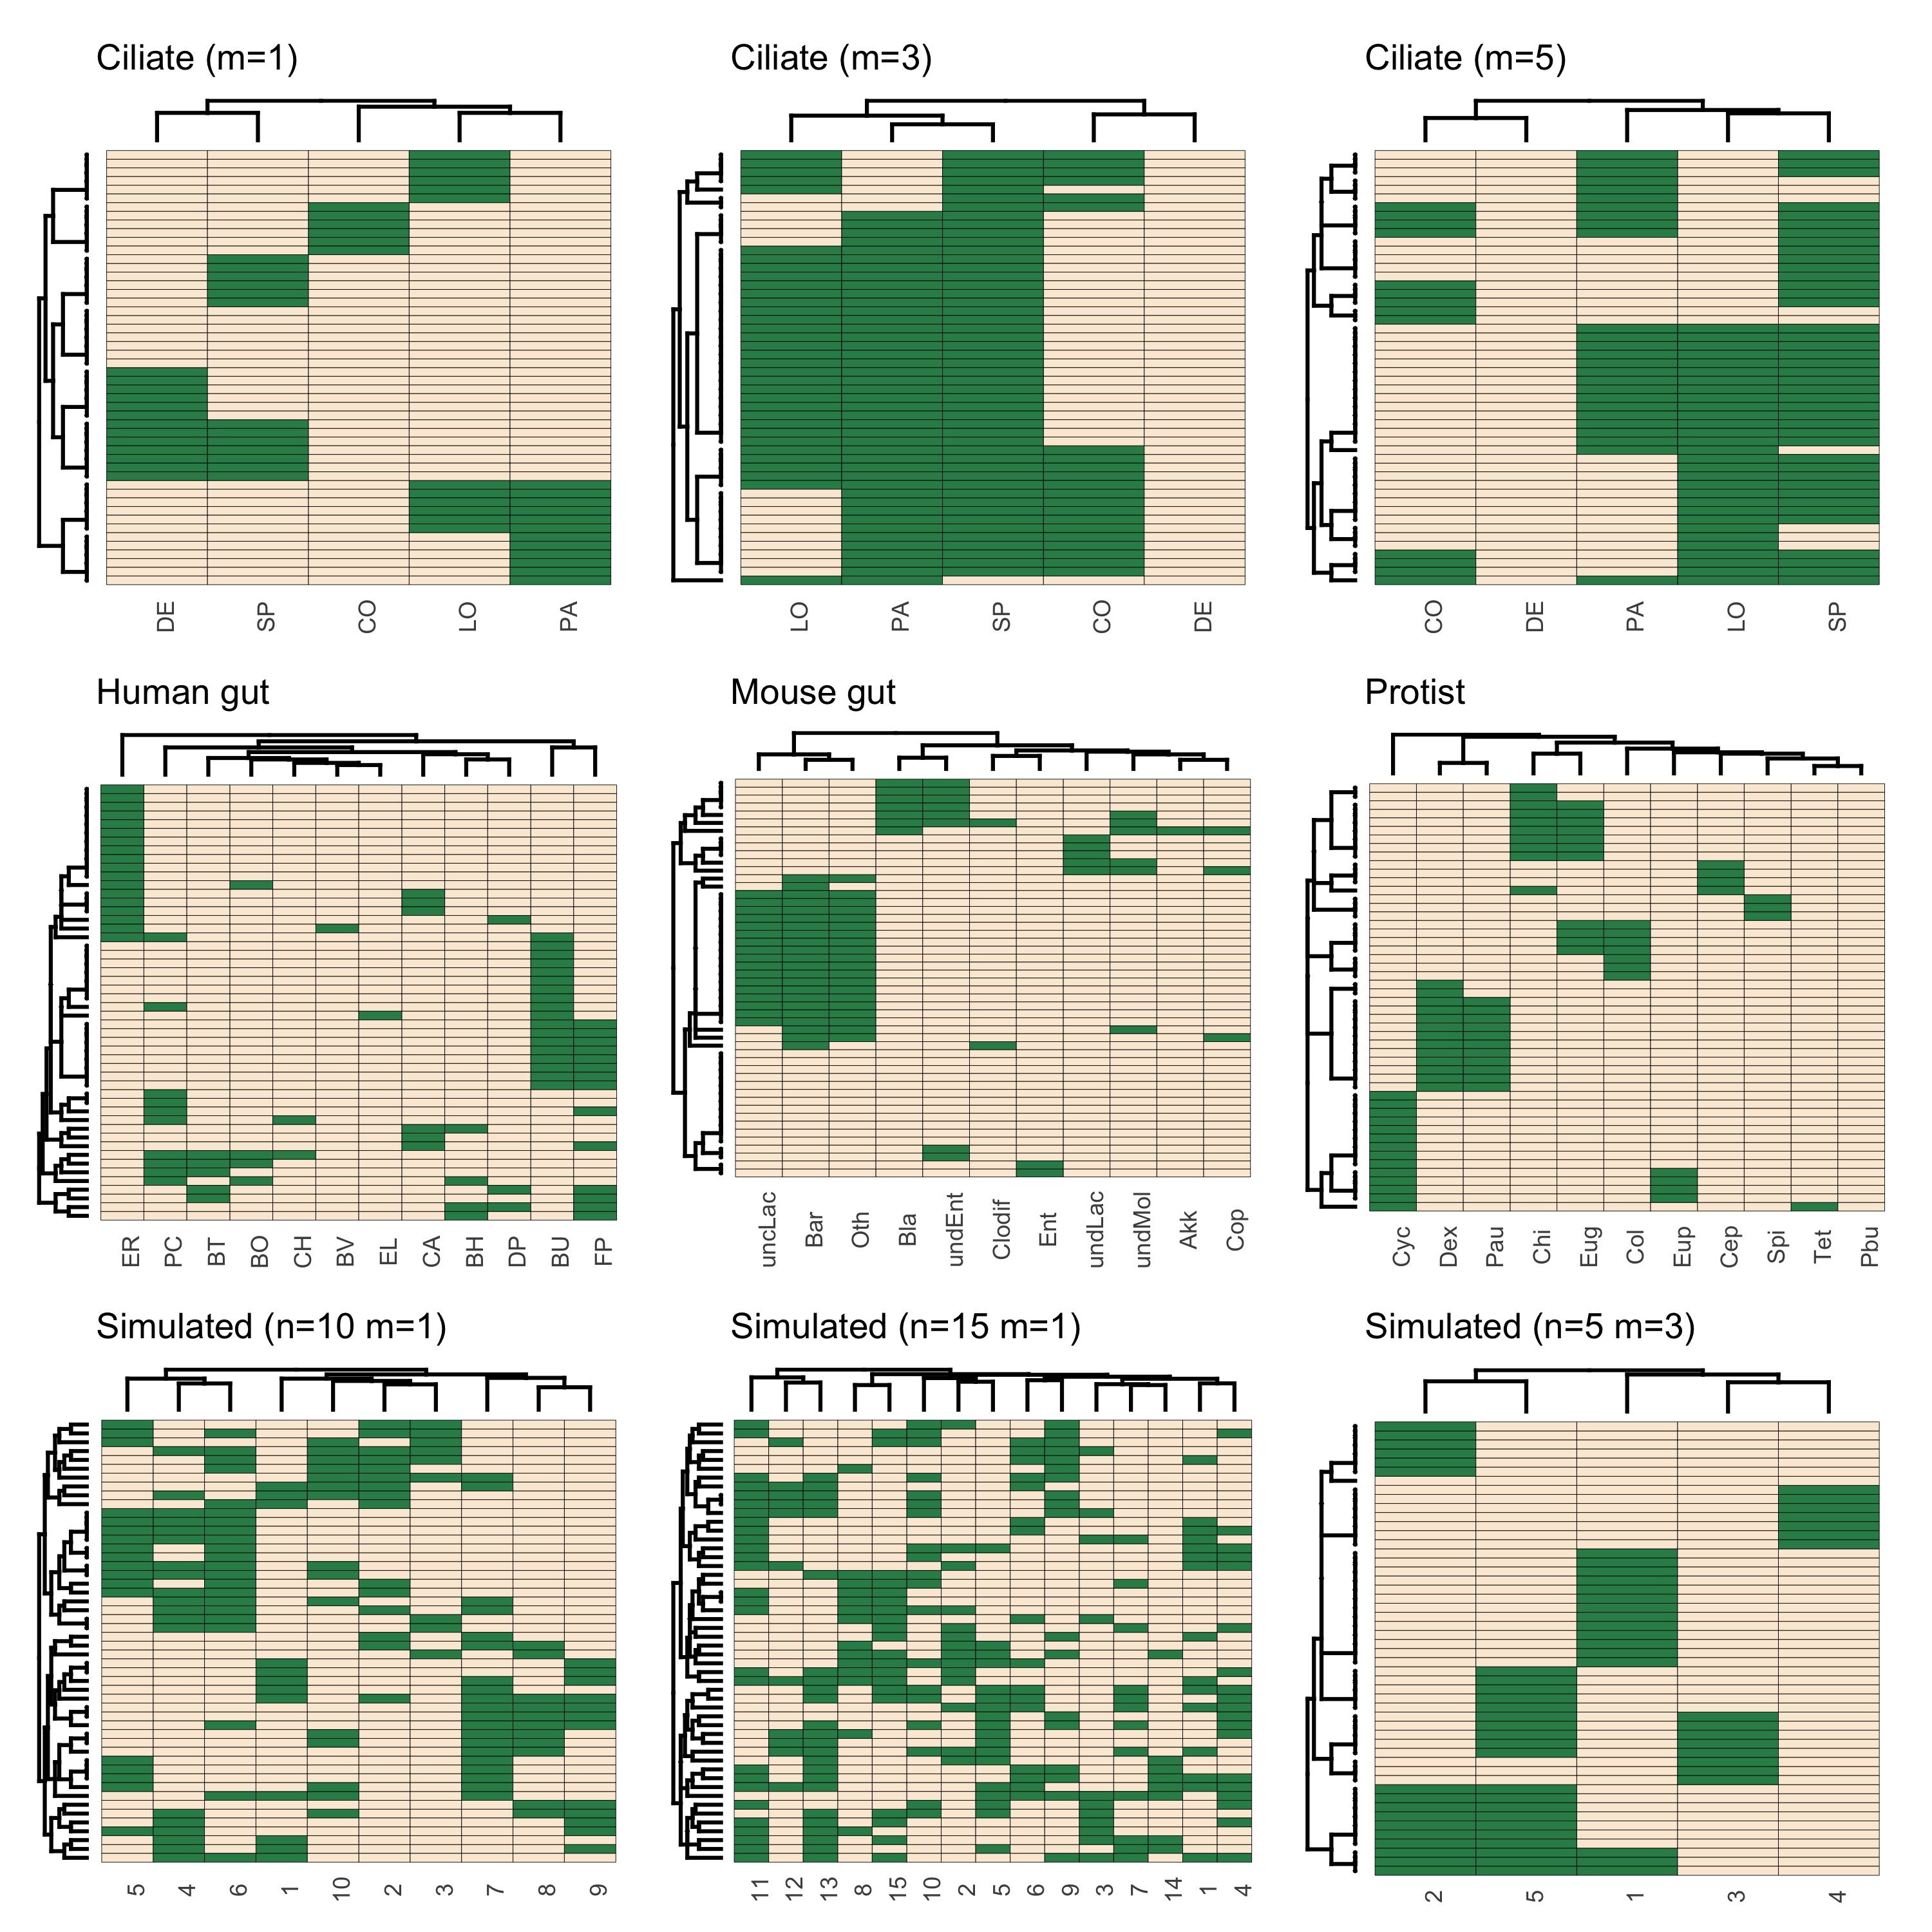 Ciliate (m=1)
Ciliate (m=3)
Ciliate (m=5)
DE SP CO LO PA
LO PA SP CO DE
CO DE PA LO SP
Human gut
Mouse gut
Protist
ER PC BT BO CH BV EL CA BH DP BU FP
uncLac Bar Oth Bla undEnt Clodif Ent undLac undMol Akk Cop
Cyc Dex Pau Chi Eug Col Eup Cep Spi Tet Pbu
Simulated (n=10 m=1)
Simulated (n=15 m=1)
Simulated (n=5 m=3)
5 4 6 1 10 2 3 7 8 9
11 12 13 8 15 10 2 5 6 9 3 7 14 1 4
2 5 1 3 4